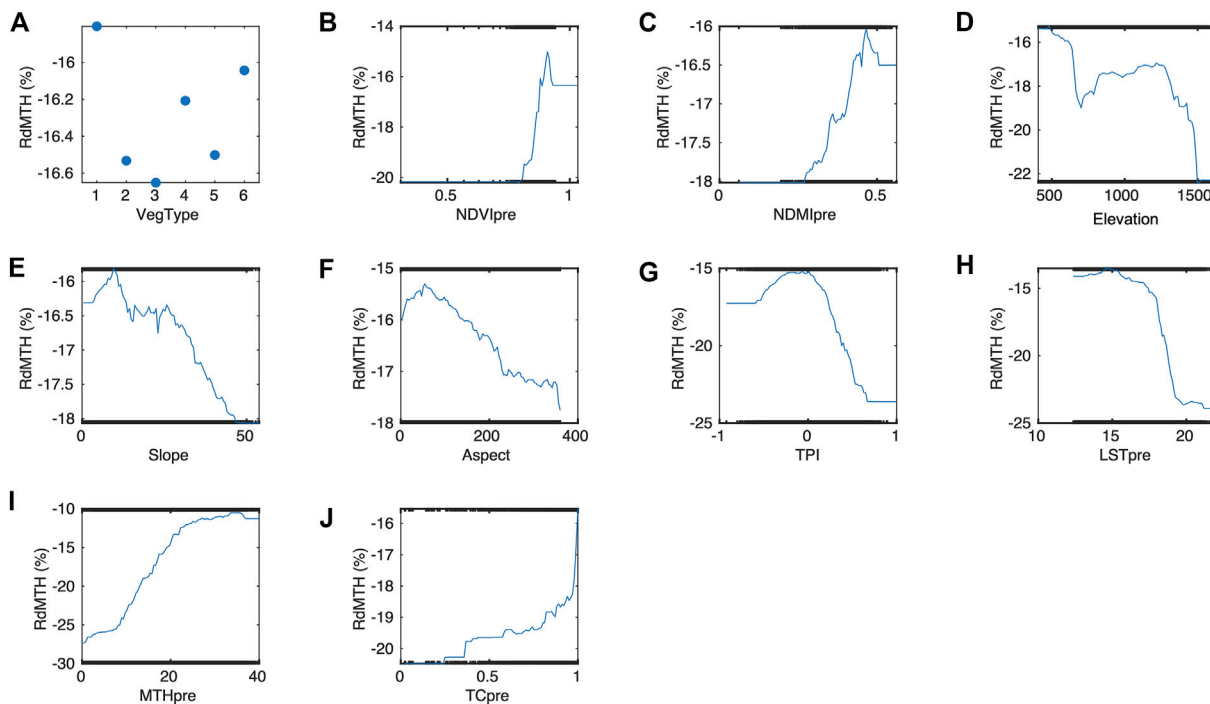 A
RdMTH (%)
-16
-16.2
-16.4
-16.6
1 2 3 4 5 6
VegType
B
RdMTH (%)
-14
-16
-18
-20
0.5 1
NDVIpre
C
RdMTH (%)
-16
-16.5
-17
-17.5
-18
0 0.5
NDMIpre
D
RdMTH (%)
-16
-18
-20
-22
500 1000 1500
Elevation
E
RdMTH (%)
-16
-16.5
-17
-17.5
-18
0 50
Slope
F
RdMTH (%)
-15
-16
-17
-18
0 200 400
Aspect
G
RdMTH (%)
-15
-20
-25
-1 0 1
TPI
H
RdMTH (%)
-15
-20
-25
10 15 20
LSTpre
I
RdMTH (%)
-10
-15
-20
-25
-30
0 20 40
MTHpre
J
RdMTH (%)
-16
-17
-18
-19
-20
0 0.5 1
TCpre